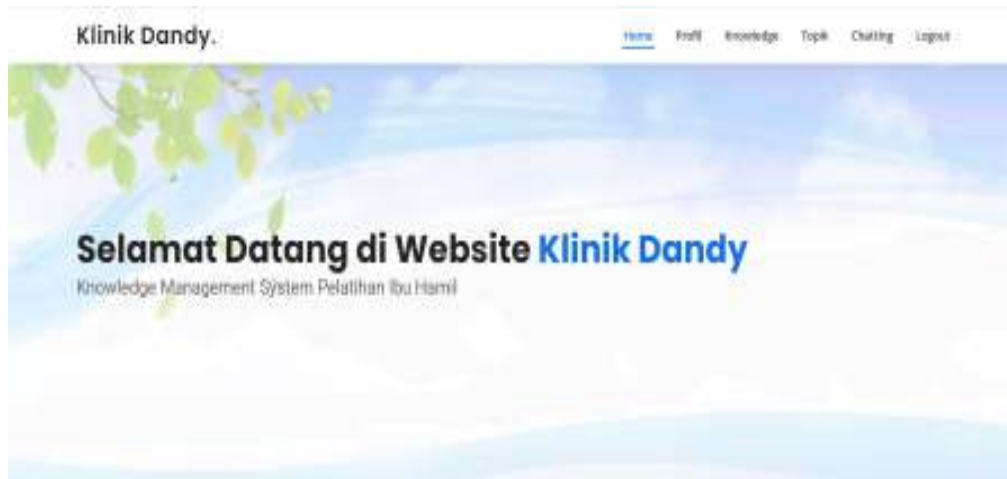 Klinik Dandy.
Home Profil Knowledge Topik Chatting Logout
Selamat Datang di Website Klinik Dandy
Knowledge Management System Pelatihan Ibu Hamil